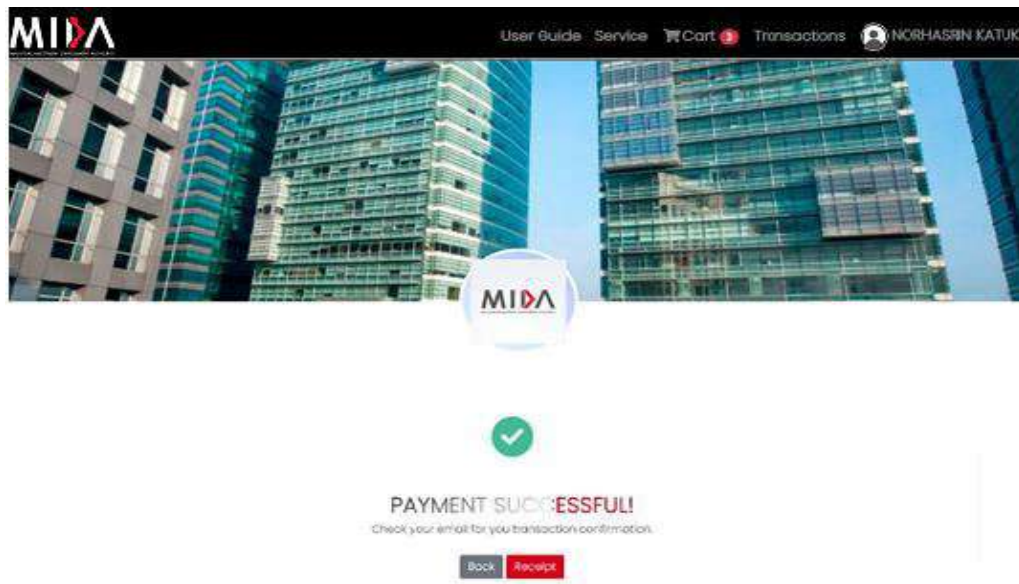 MIDA
User Guide Service Cart 3 Transactions NORHASRIN KATUK
MIDA
PAYMENT SUCCESSFUL!
Check your email for you transaction confirmation.
Back Receipt